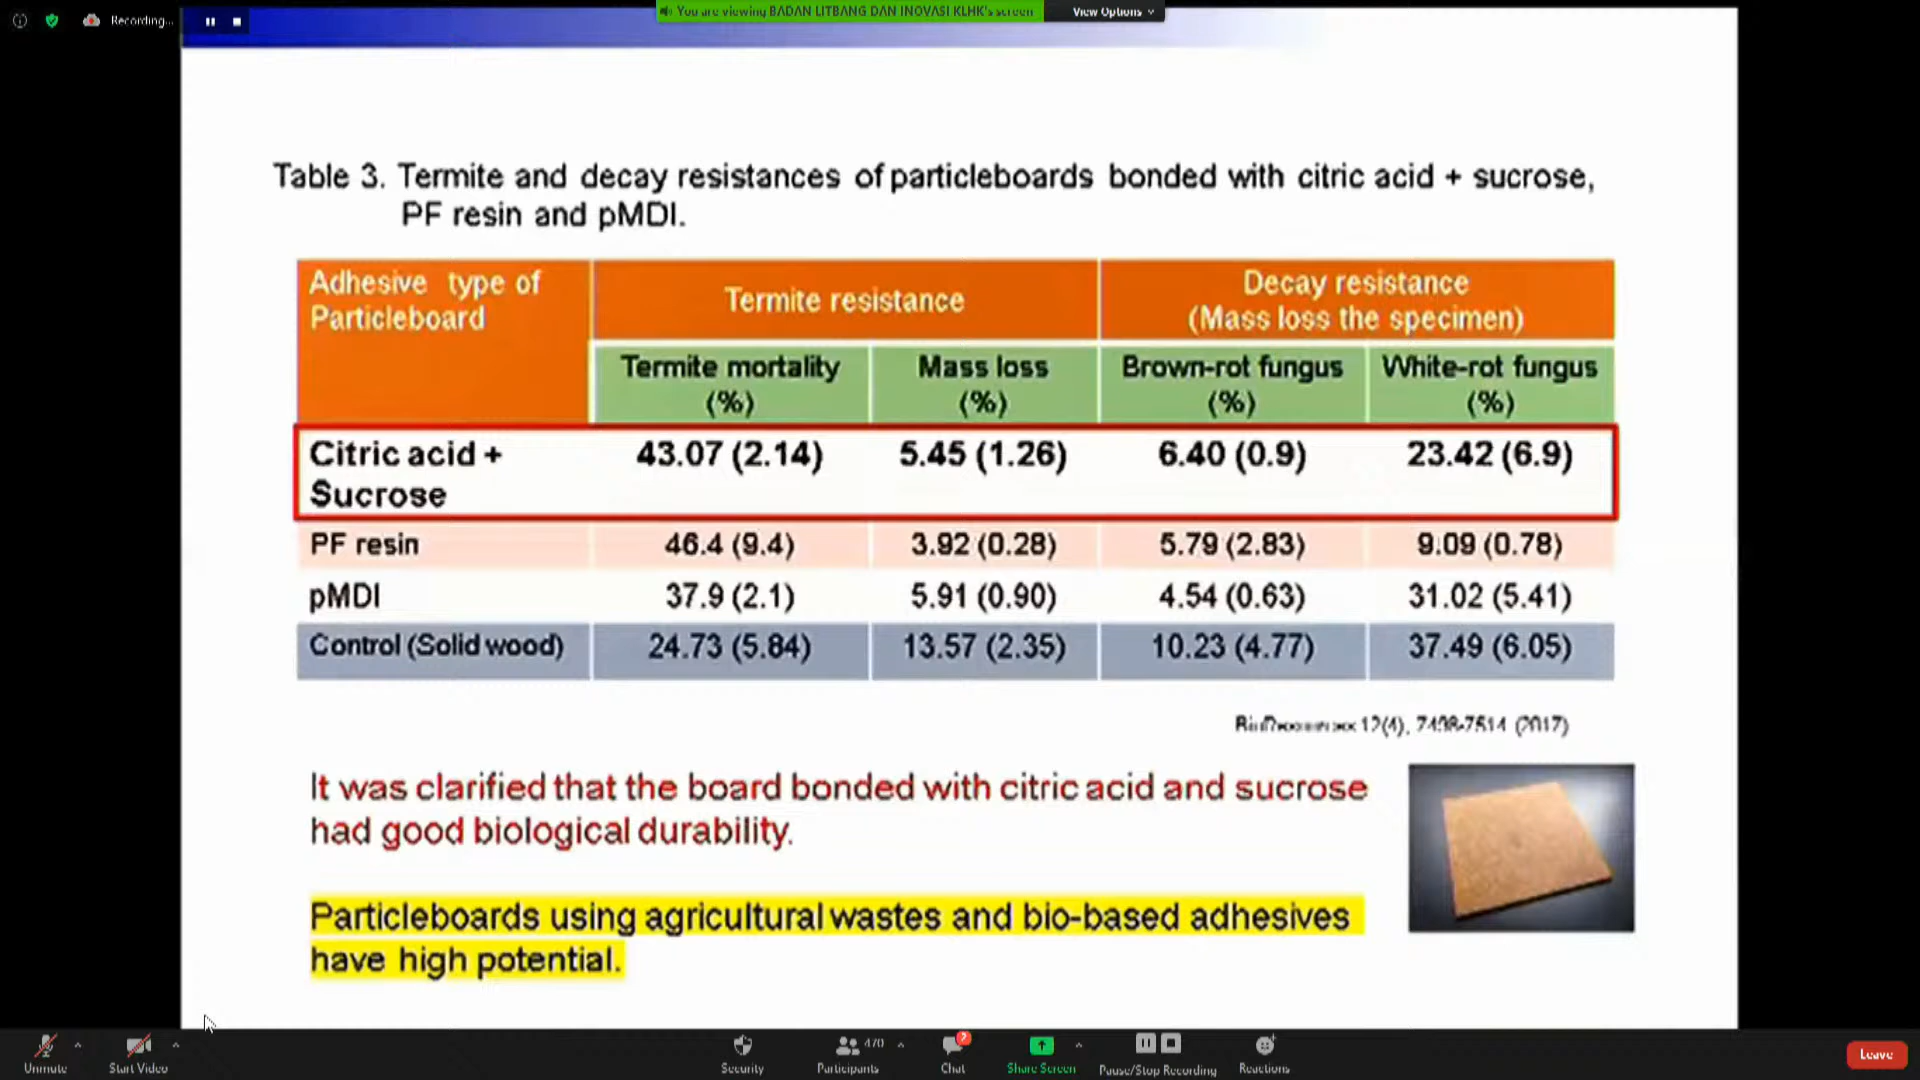 Recording...
You are viewing BADAN LITBANG DAN INOVASI KLHK's screen
View Options
Table 3. Termite and decay resistances of particleboards bonded with citric acid + sucrose,
PF resin and pMDI.
Adhesive type of
Particleboard
Termite resistance
Decay resistance
(Mass loss the specimen)
Termite mortality
(%)
Mass loss
(%)
Brown-rot fungus
(%)
White-rot fungus
(%)
Citric acid +
Sucrose
43.07 (2.14)
5.45 (1.26)
6.40 (0.9)
23.42 (6.9)
PF resin
46.4 (9.4)
3.92 (0.28)
5.79 (2.83)
9.09 (0.78)
pMDI
37.9 (2.1)
5.91 (0.90)
4.54 (0.63)
31.02 (5.41)
Control (Solid wood)
24.73 (5.84)
13.57 (2.35)
10.23 (4.77)
37.49 (6.05)
12(4), (2017)
It was clarified that the board bonded with citric acid and sucrose
had good biological durability.
Particleboards using agricultural wastes and bio-based adhesives
have high potential.
Unmute
Start Video
Security
Participants
470
Chat
Share Screen
Pause/Stop Recording
Reactions
Leave